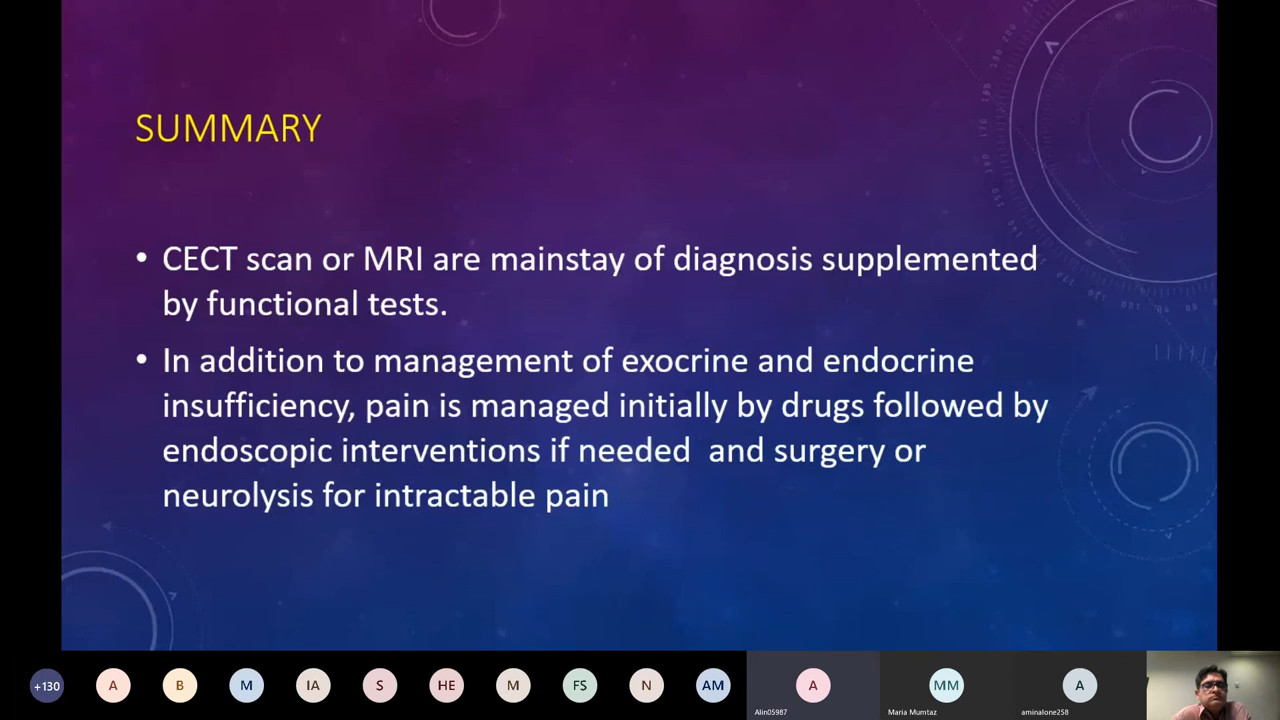 SUMMARY
• CECT scan or MRI are mainstay of diagnosis supplemented
by functional tests.
• In addition to management of exocrine and endocrine
insufficiency, pain is managed initially by drugs followed by
endoscopic interventions if needed  and surgery or
neurolysis for intractable pain
+130 A B M IA S HE M FS N AM A MM A
Alin05987 Maria Mumtaz aminalone258